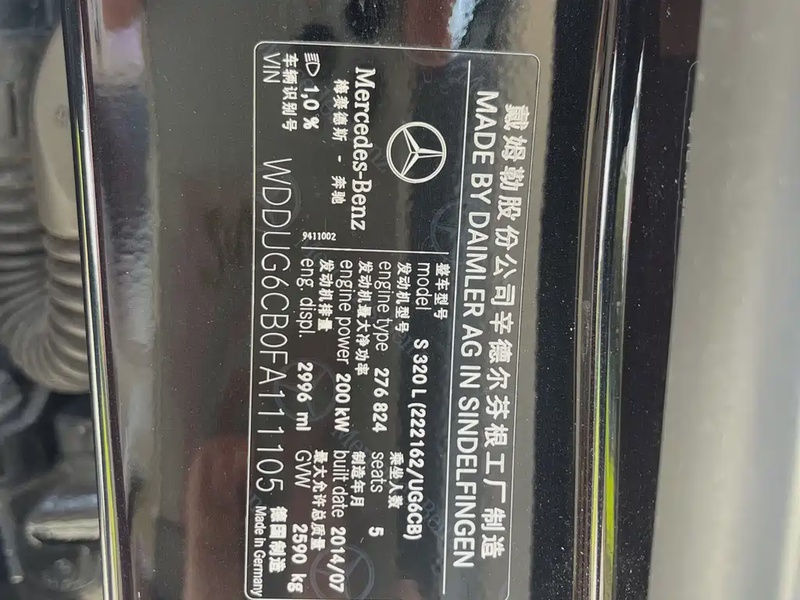 戴姆勒股份公司辛德尔芬根工厂制造
MADE BY DAIMLER AG IN SINDELFINGEN
Mercedes-Benz
梅赛德斯 - 奔驰
1,0 %
9411002
整车型号
model S 320 L (222162/UG6CB)
发动机型号 乘坐人数
engine type 276 824 seats 5
发动机最大净功率 制造年月
engine power 200 kW built.date 2014/07
发动机排量 最大允许总质量
eng. displ. 2996 ml GVW 2590 kg
车辆识别号 德国制造
VIN WDDUG6CB0FA111105 Made In Germany